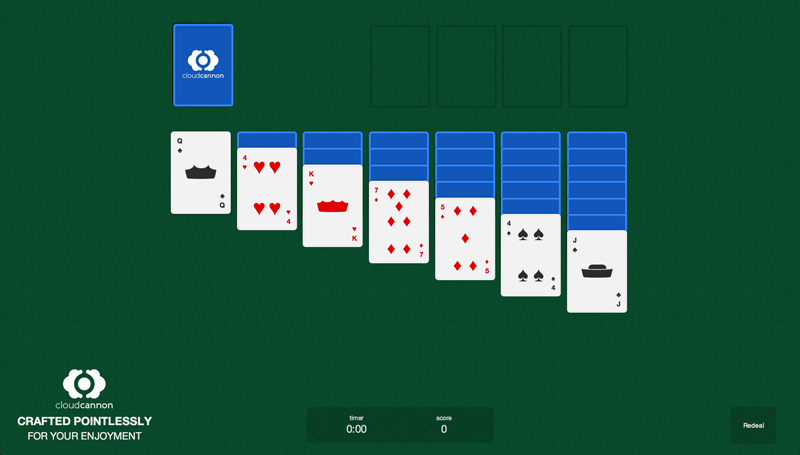 cloudcannon
Q
Q
4
4
K
K
7
7
5
5
4
4
J
J
cloudcannon
CRAFTED POINTLESSLY
FOR YOUR ENJOYMENT
timer
0:00
score
0
Redeal